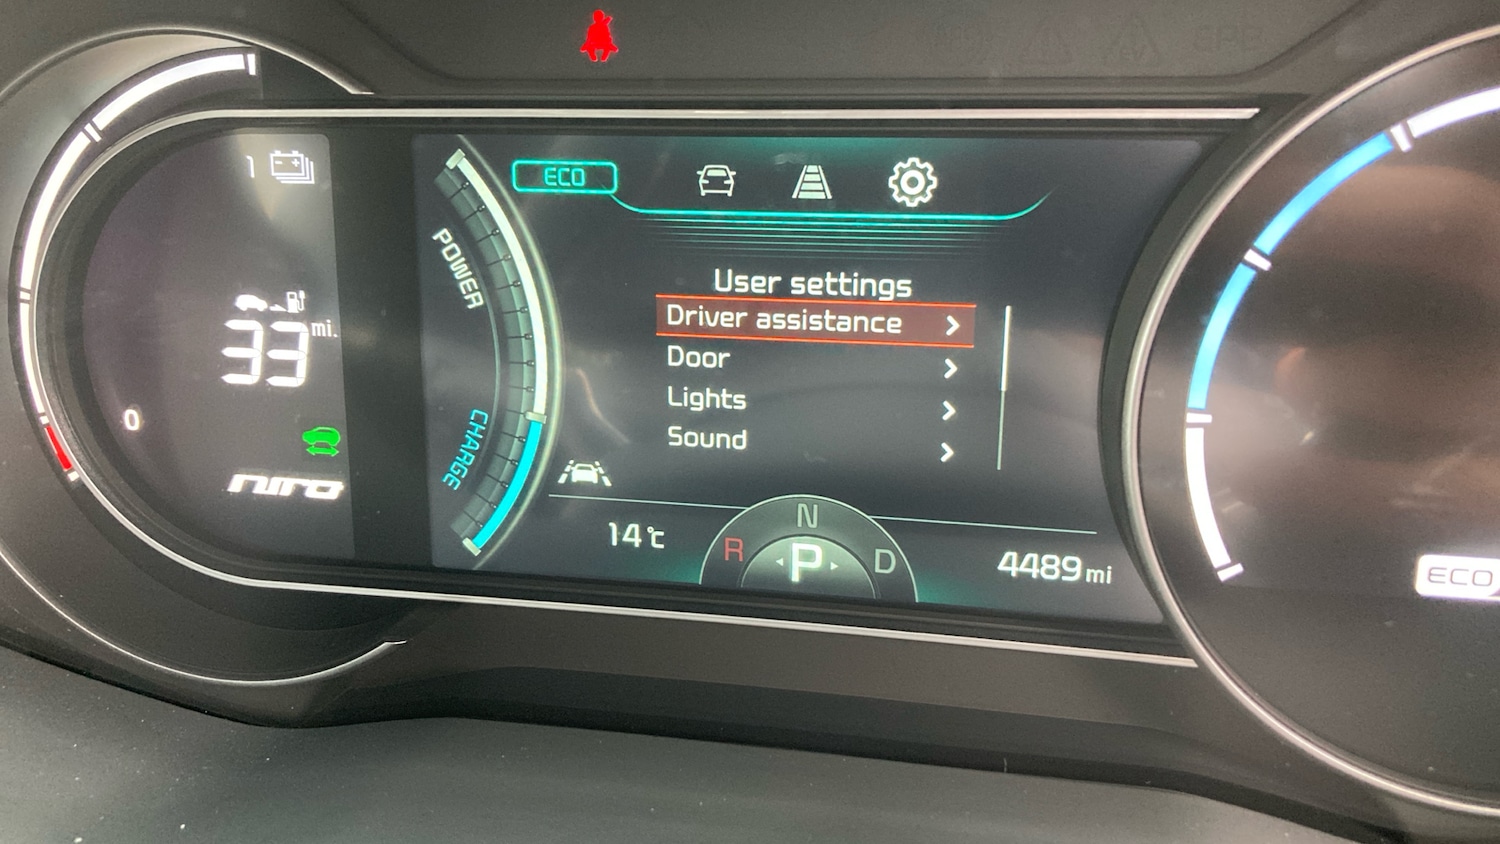 1
33 mi.
0
niro
POWER
CHARGE
ECO
User settings
Driver assistance
Door
Lights
Sound
14°C
R
N
P
D
4489 mi
ECO